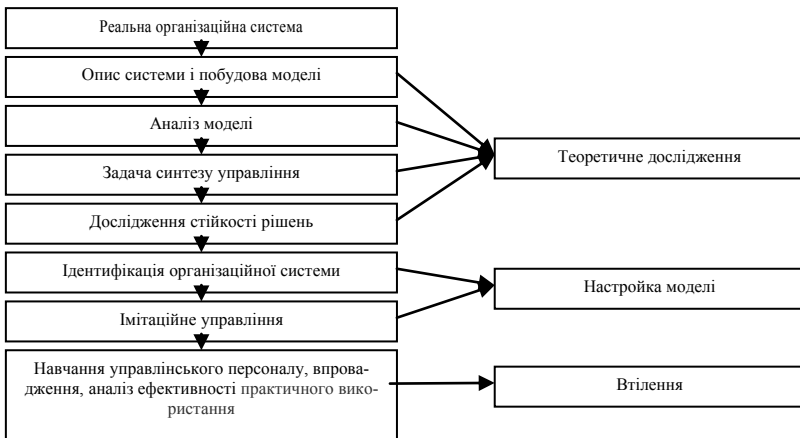 Реальна організаційна система
Опис системи і побудова моделі
Аналіз моделі
Задача синтезу управління
Дослідження стійкості рішень
Ідентифікація організаційної системи
Імітаційне управління
Навчання управлінського персоналу, впрова-
дження, аналіз ефективності практичного вико-
ристання
Теоретичне дослідження
Настройка моделі
Втілення